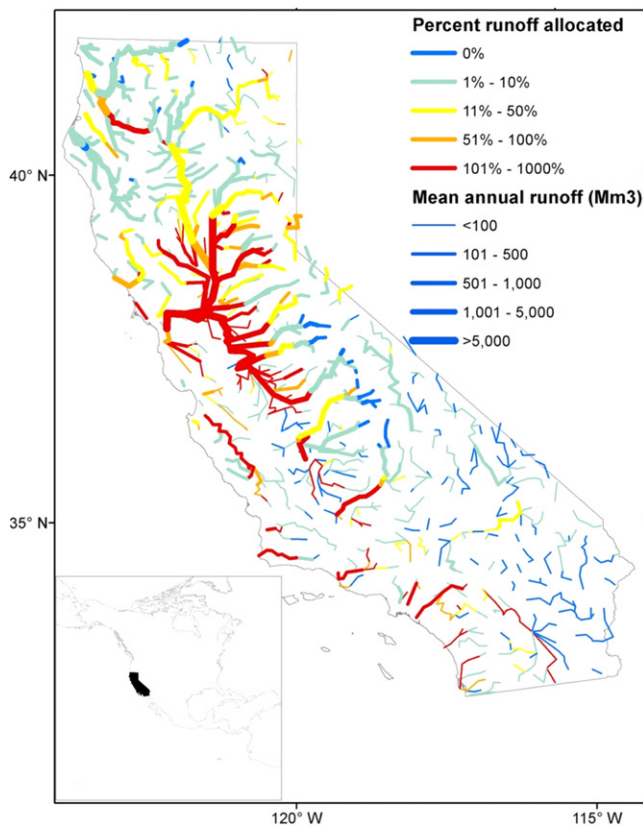 Percent runoff allocated
0%
1% - 10%
11% - 50%
51% - 100%
101% - 1000%
Mean annual runoff (Mm3)
<100
101 - 500
501 - 1,000
1,001 - 5,000
>5,000
40° N
35° N
120° W
115° W